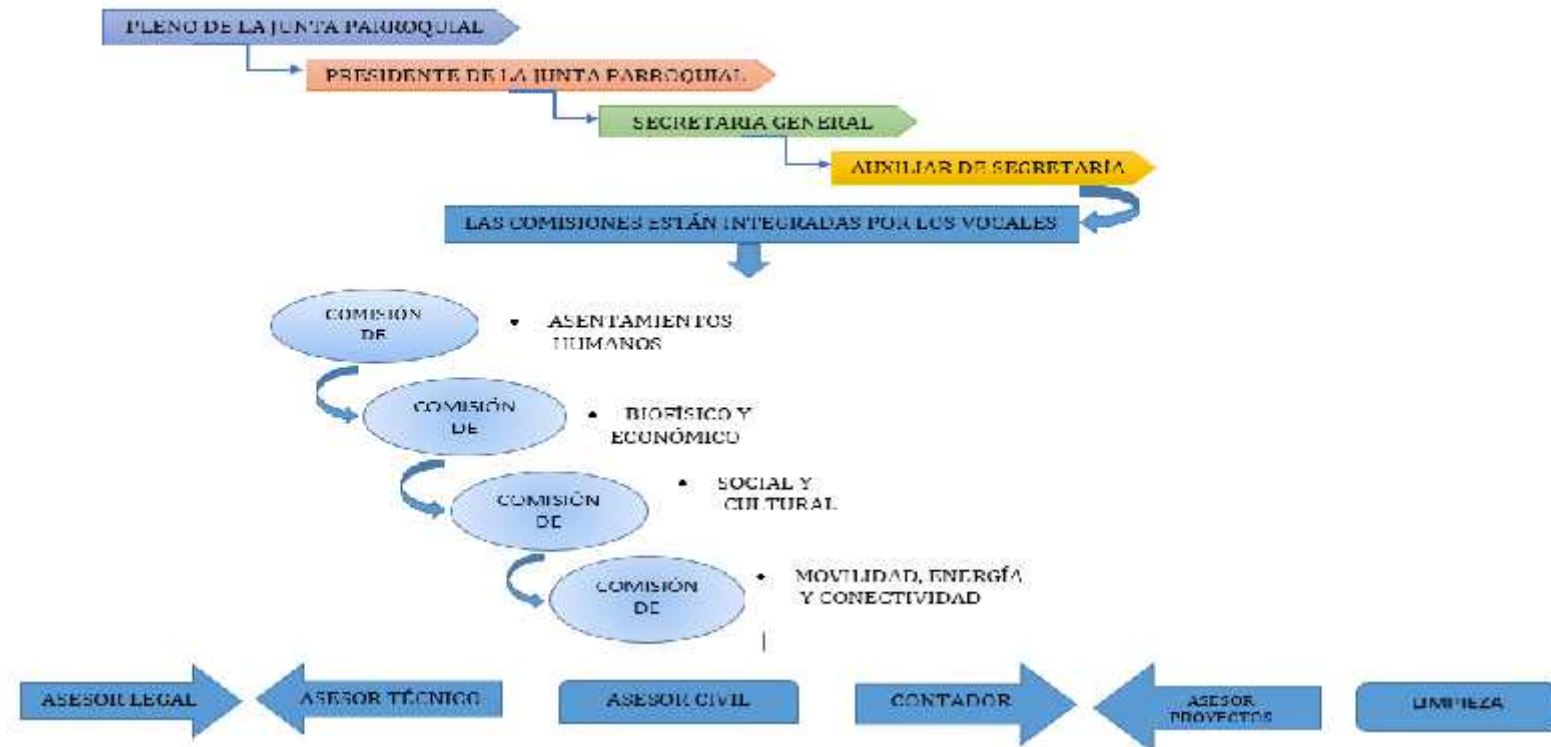 PLENO DE LA JUNTA PARROQUIAL
PRESIDENTE DE LA JUNTA PARROQUIAL
SECRETARIA GENERAL
AUXILIAR DE SECRETARÍA
LAS COMISIONES ESTÁN INTEGRADAS POR LOS VOCALES
COMISIÓN
DE
• ASENTAMIENTOS
HUMANOS
COMISIÓN
DE
• BIOFÍSICO Y
ECONÓMICO
COMISIÓN
DE
• SOCIAL Y
CULTURAL
COMISIÓN
DE
• MOVILIDAD, ENERGÍA
Y CONECTIVIDAD
ASESOR LEGAL
ASESOR TÉCNICO
ASESOR CIVIL
CONTADOR
ASESOR
PROYECTOS
LIMPIEZA